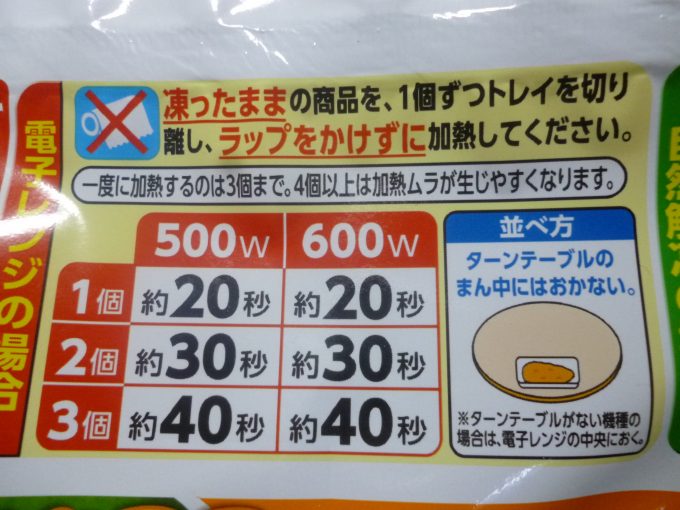 電子レンジの場合
凍ったままの商品を、1個ずつトレイを切り
離し、ラップをかけずに加熱してください。
一度に加熱するのは3個まで。4個以上は加熱ムラが生じやすくなります。
500W 600W
1個 約20秒 約20秒
2個 約30秒 約30秒
3個 約40秒 約40秒
並べ方
ターンテーブルの
まん中にはおかない。
※ターンテーブルがない機種の
場合は、電子レンジの中央におく。
自然解